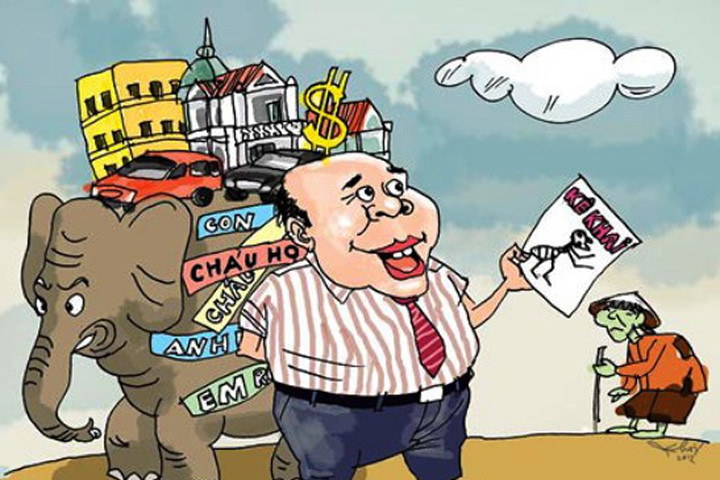 $
CON
CHÁU HỌ
CHÁU
ANH
EM R
KÊ KHAI